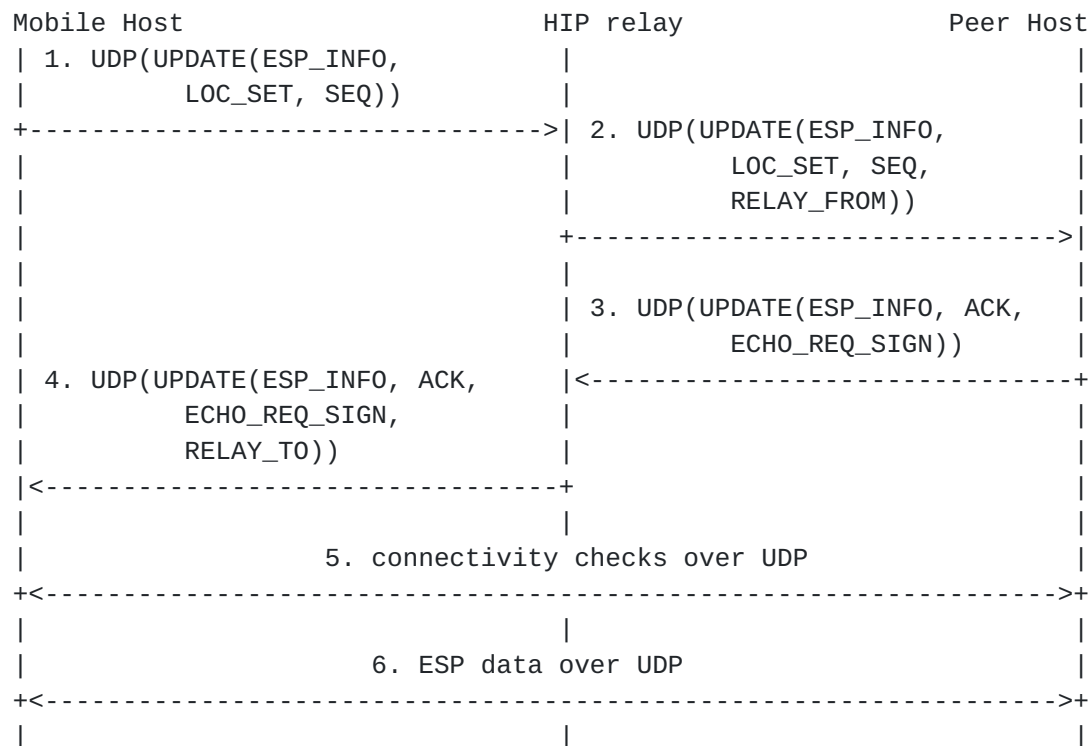 Mobile Host HIP relay Peer Host
| 1. UDP(UPDATE(ESP_INFO, | |
| LOC_SET, SEQ)) | |
+--------------------------------->| 2. UDP(UPDATE(ESP_INFO, |
| | LOC_SET, SEQ, |
| | RELAY_FROM)) |
| +------------------------------->|
| | |
| | 3. UDP(UPDATE(ESP_INFO, ACK, |
| | ECHO_REQ_SIGN)) |
| 4. UDP(UPDATE(ESP_INFO, ACK, |<-------------------------------+
| ECHO_REQ_SIGN, | |
| RELAY_TO)) | |
|<---------------------------------+ |
| | |
| 5. connectivity checks over UDP |
+<----------------------------------------------------------------->+
| | |
| 6. ESP data over UDP |
+<----------------------------------------------------------------->+
| | |